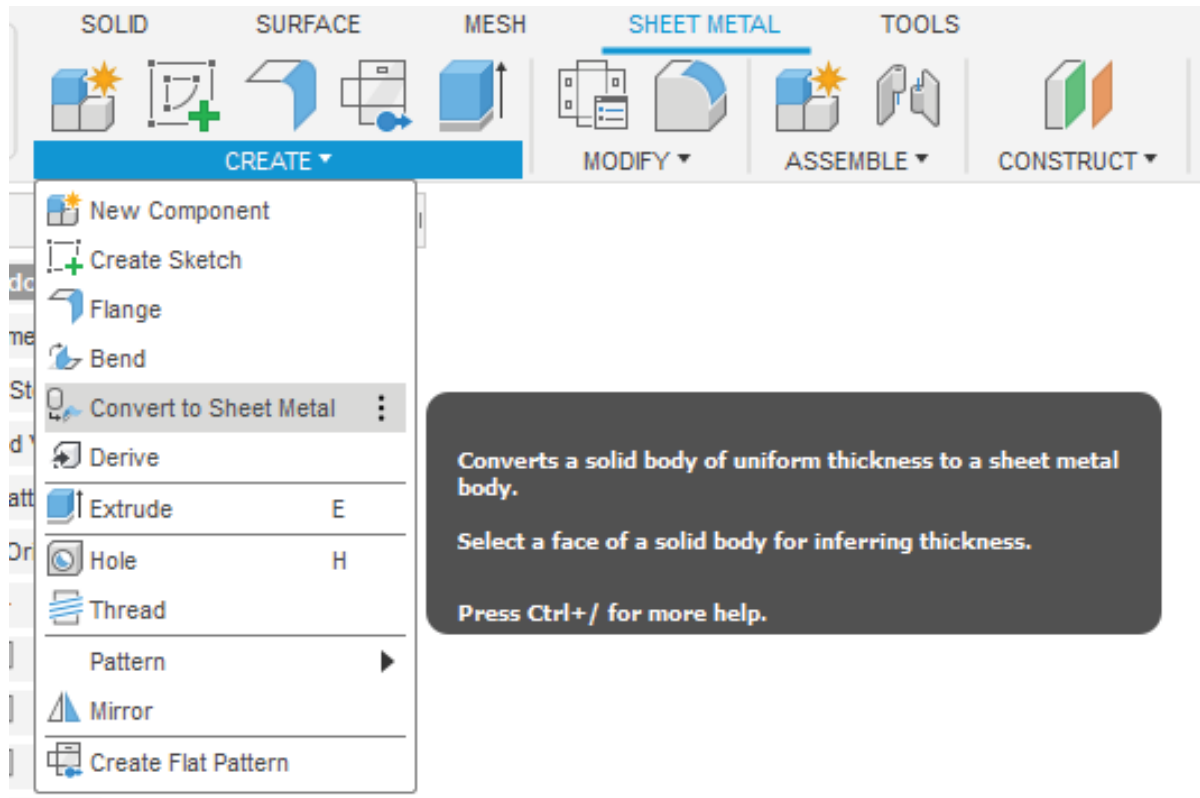 SOLID SURFACE MESH SHEET METAL TOOLS
CREATE ▼ MODIFY ▼ ASSEMBLE ▼ CONSTRUCT ▼
New Component
Create Sketch
Flange
Bend
Convert to Sheet Metal
Derive
Extrude E
Hole H
Thread
Pattern
Mirror
Create Flat Pattern
Converts a solid body of uniform thickness to a sheet metal
body.
Select a face of a solid body for inferring thickness.
Press Ctrl+/ for more help.